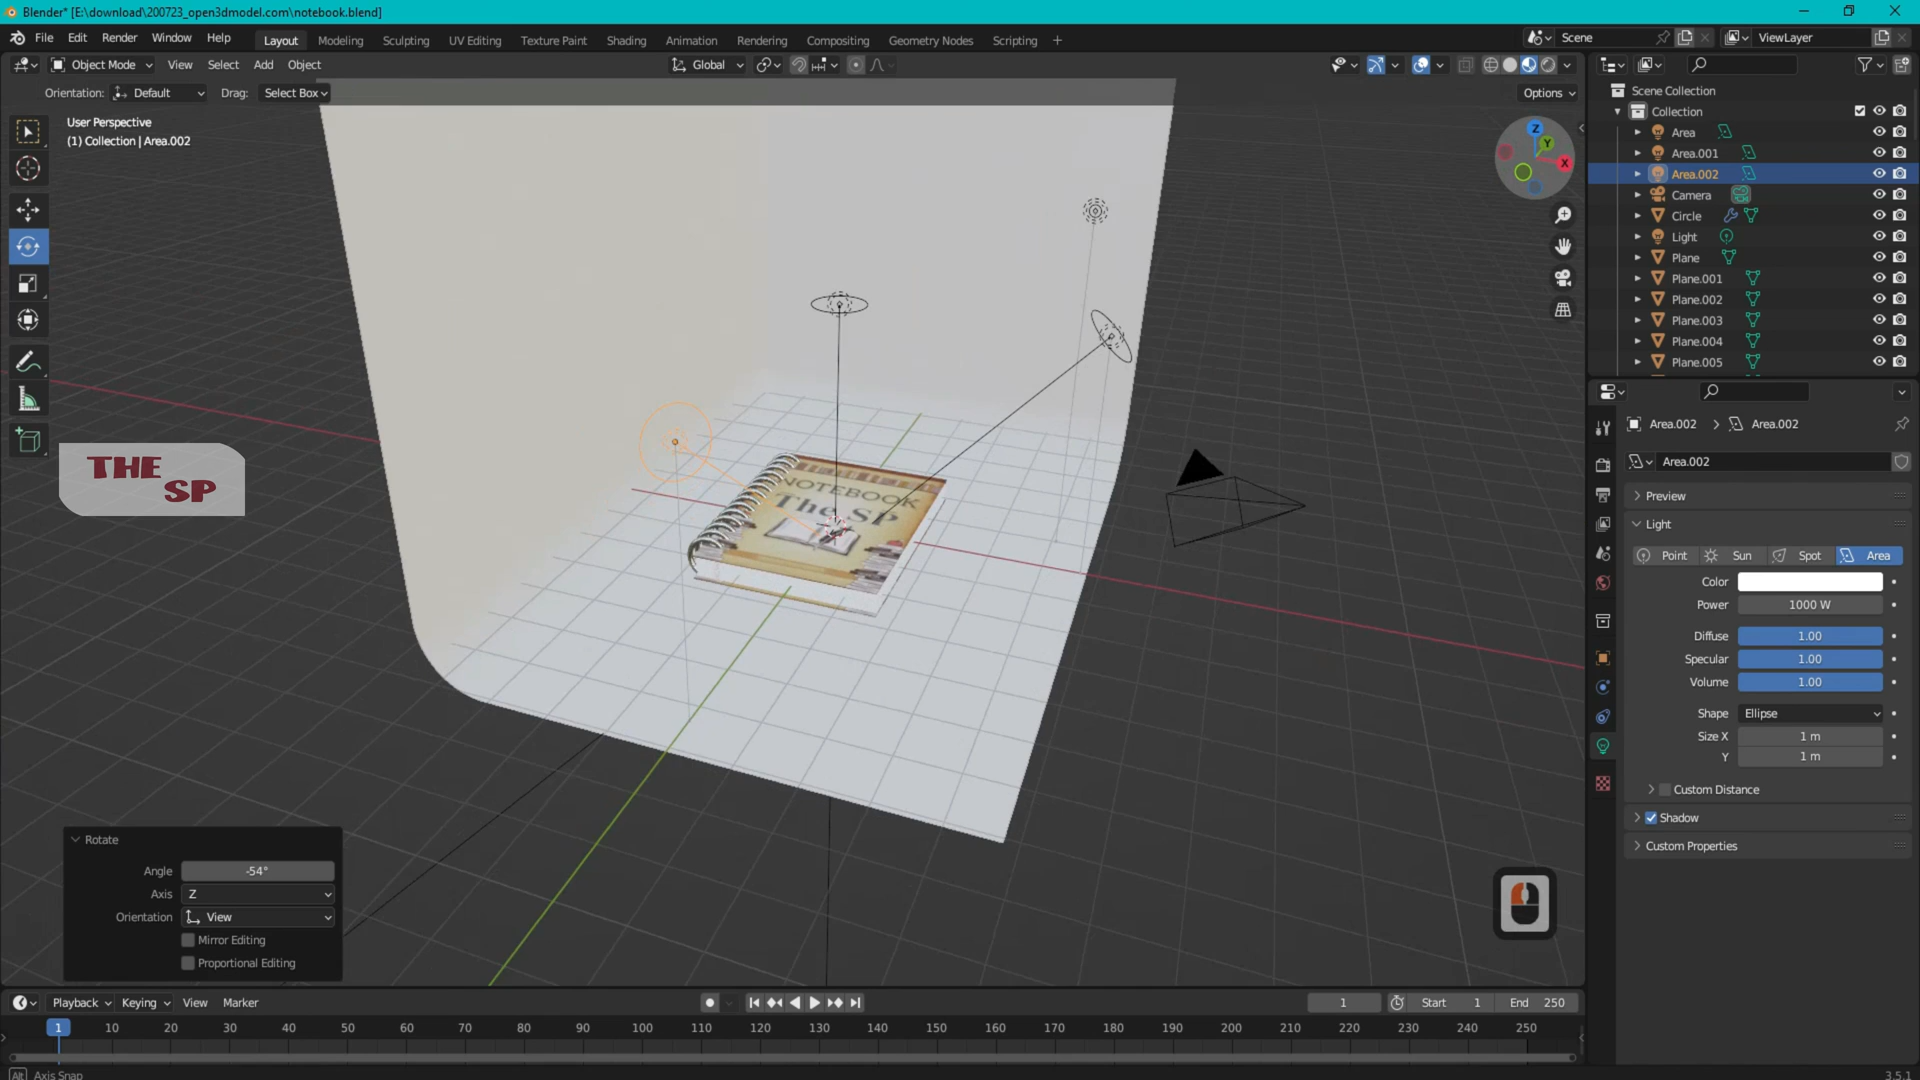 Blender* [E:\download\200723_open3dmodel.com\notebook.blend]
File Edit Render Window Help
Layout Modeling Sculpting UV Editing Texture Paint Shading Animation Rendering Compositing Geometry Nodes Scripting +
Scene ViewLayer
Object Mode View Select Add Object Global
Orientation: Default Drag: Select Box Options
User Perspective
(1) Collection | Area.002
Z
Y
X
THE
SP
NOTEBOOK
The SP
Scene Collection
Collection
Area
Area.001
Area.002
Camera
Circle
Light
Plane
Plane.001
Plane.002
Plane.003
Plane.004
Plane.005
Area.002 > Area.002
Area.002
Preview
Light
Point Sun Spot Area
Color
Power 1000 W
Diffuse 1.00
Specular 1.00
Volume 1.00
Shape Ellipse
Size X 1 m
Y 1 m
Custom Distance
Shadow
Custom Properties
Rotate
Angle -54°
Axis Z
Orientation View
Mirror Editing
Proportional Editing
Playback Keying View Marker 1 Start 1 End 250
1 10 20 30 40 50 60 70 80 90 100 110 120 130 140 150 160 170 180 190 200 210 220 230 240 250
Alt Axis Snap
3.5.1